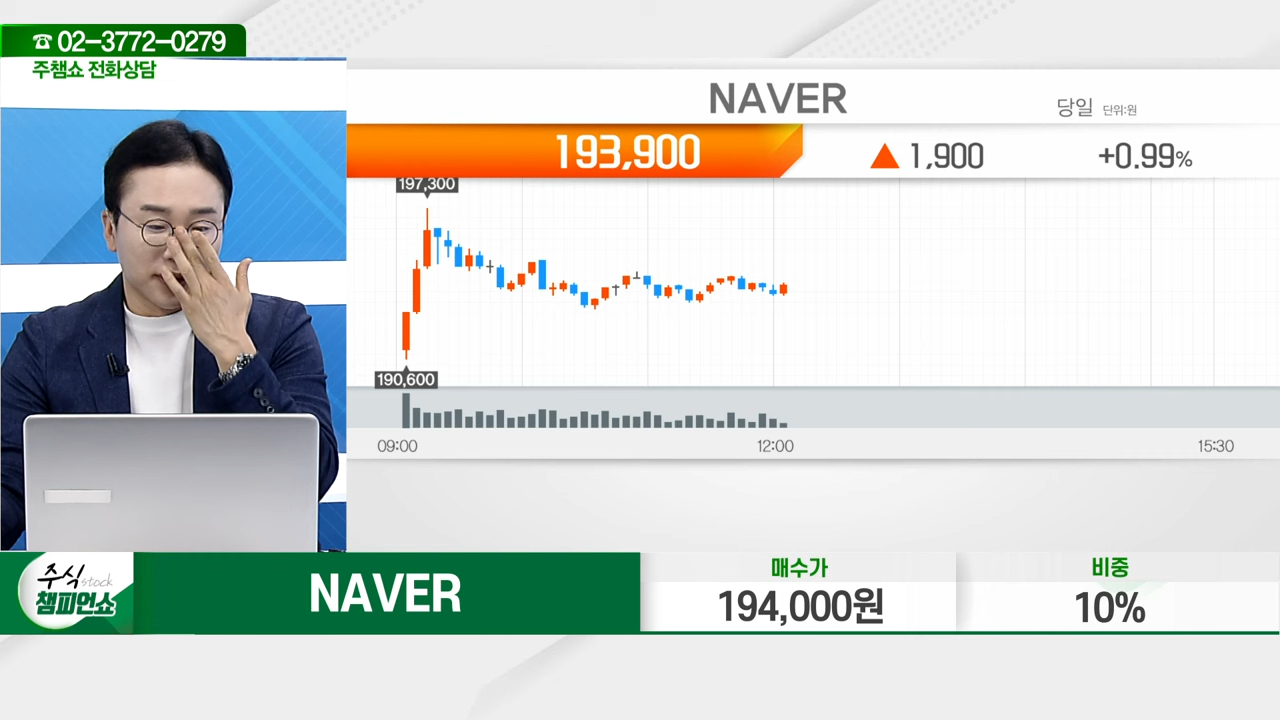 ☎ 02-3772-0279
주챔쇼 전화상담
NAVER
당일 단위:원
193,900 ▲ 1,900 +0.99%
197,300
190,600
09:00 12:00 15:30
주식 stock
챔피언쇼
NAVER
매수가
194,000원
비중
10%